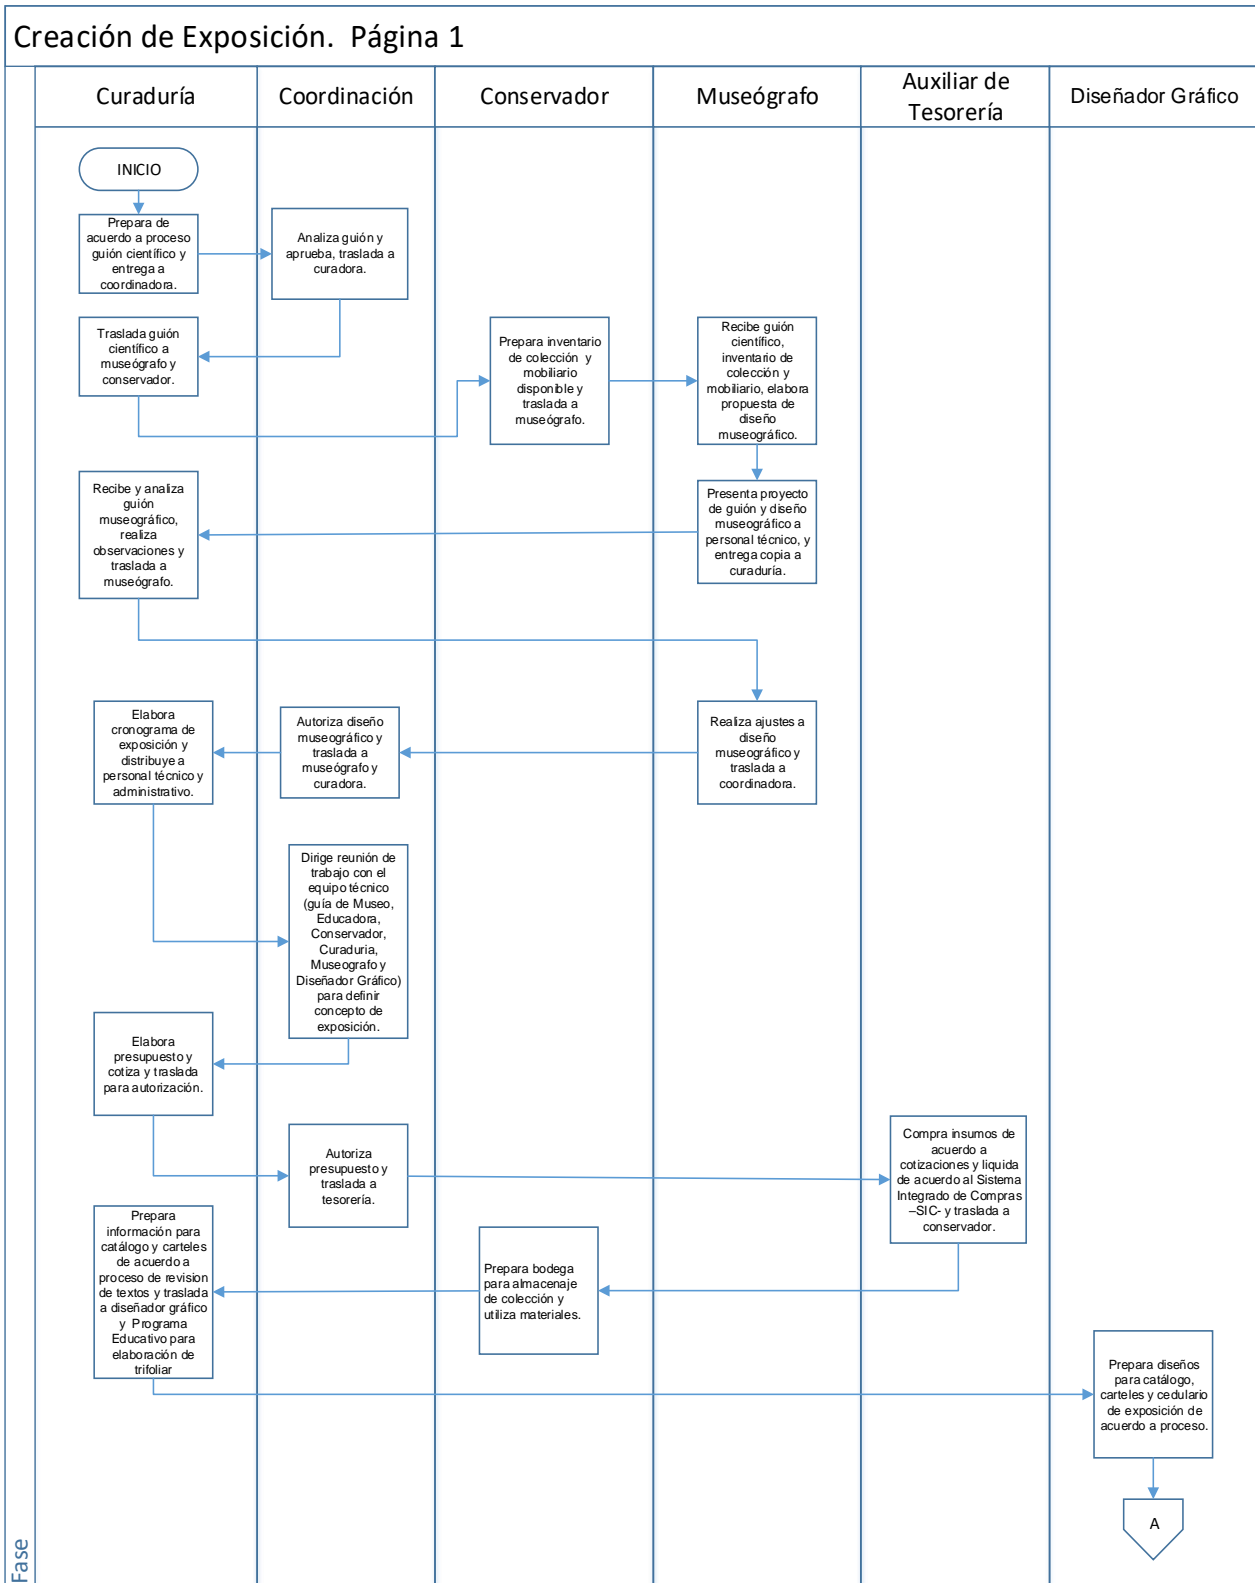 Creación de Exposición.  Página 1
Curaduría
Coordinación
Conservador
Museógrafo
Auxiliar de
Tesorería
Diseñador Gráfico
INICIO
Prepara de
acuerdo a proceso
guión científico y
entrega a
coordinadora.
Analiza guión y
aprueba, traslada a
curadora.
Traslada guión
científico a
museógrafo y
conservador.
Prepara inventario
de colección y
mobiliario
disponible y
traslada a
museógrafo.
Recibe guión
científico,
inventario de
colección y
mobiliario, elabora
propuesta de
diseño
museográfico.
Recibe y analiza
guión
museográfico,
realiza
observaciones y
traslada a
museógrafo.
Presenta proyecto
de guión y diseño
museográfico a
personal técnico, y
entrega copia a
curaduría.
Elabora
cronograma de
exposición y
distribuye a
personal técnico y
administrativo.
Autoriza diseño
museográfico y
traslada a
museógrafo y
curadora.
Realiza ajustes a
diseño
museográfico y
traslada a
coordinadora.
Dirige reunión de
trabajo con el
equipo técnico
(guía de Museo,
Educadora,
Conservador,
Curaduria,
Museografo y
Diseñador Gráfico)
para definir
concepto de
exposición.
Elabora
presupuesto y
cotiza y traslada
para autorización.
Autoriza
presupuesto y
traslada a
tesorería.
Compra insumos de
acuerdo a
cotizaciones y liquida
de acuerdo al Sistema
Integrado de Compras
–SIC- y traslada a
conservador.
Prepara
información para
catálogo y carteles
de acuerdo a
proceso de revision
de textos y traslada
a diseñador gráfico
y Programa
Educativo para
elaboración de
trifoliar
Prepara bodega
para almacenaje
de colección y
utiliza materiales.
Prepara diseños
para catálogo,
carteles y cedulario
de exposición de
acuerdo a proceso.
A
Fase